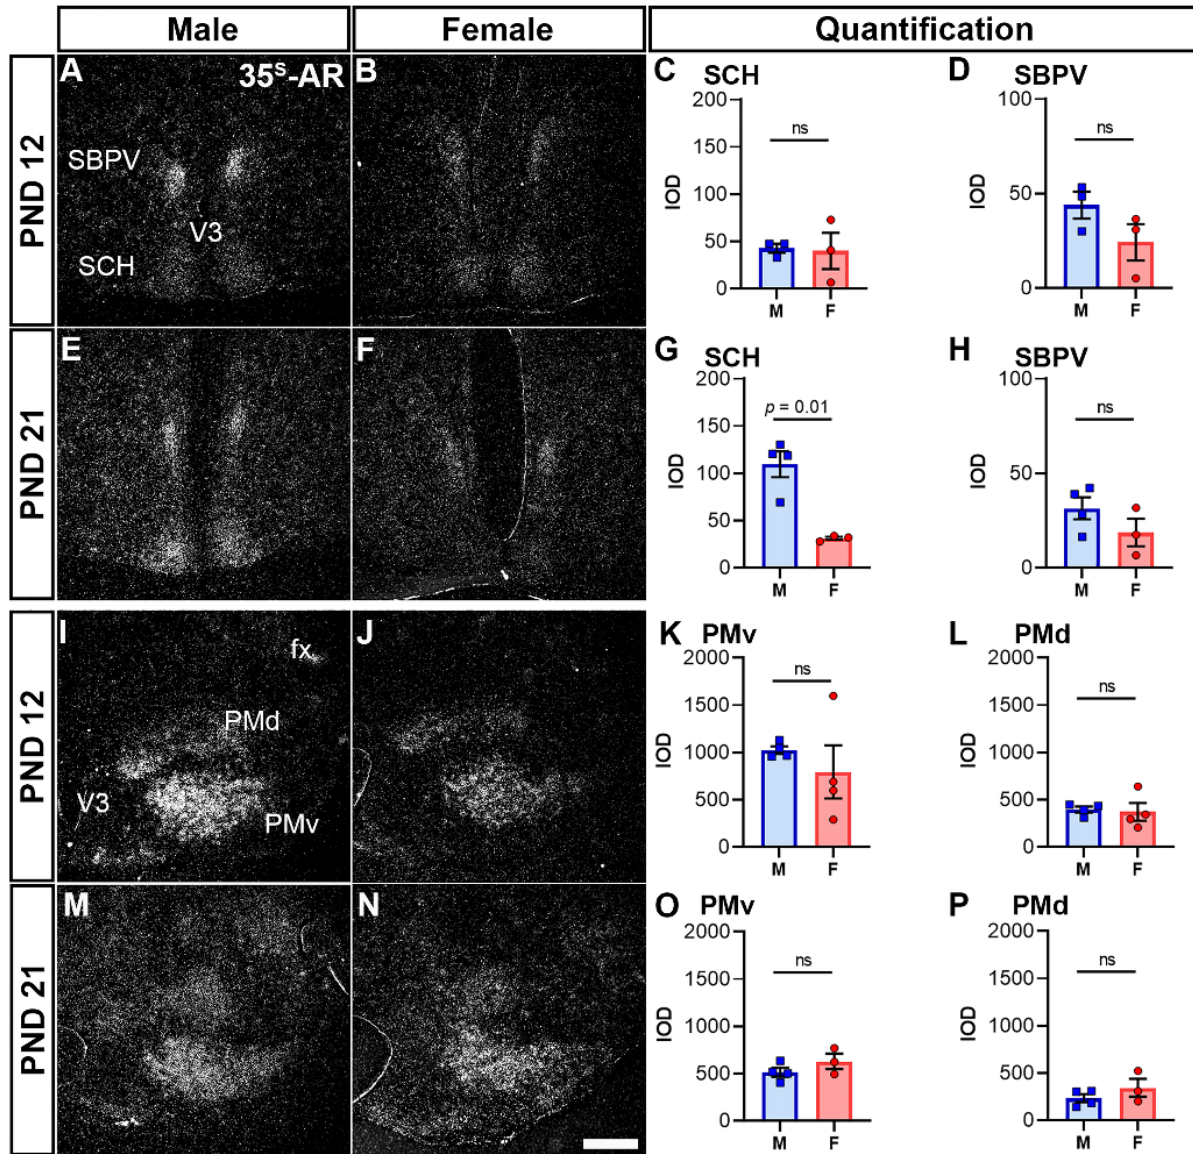 Male Female Quantification
PND 12
A 35ˢ-AR
SBPV
V3
SCH
B
C SCH
200
150
100
50
0
IOD
ns
M F
D SBPV
100
50
0
IOD
ns
M F
PND 21
E
F
G SCH
200
150
100
50
0
IOD
p = 0.01
M F
H SBPV
100
50
0
IOD
ns
M F
PND 12
I
fx
PMd
V3
PMv
J
K PMv
2000
1500
1000
500
0
IOD
ns
M F
L PMd
2000
1500
1000
500
0
IOD
ns
M F
PND 21
M
N
O PMv
2000
1500
1000
500
0
IOD
ns
M F
P PMd
2000
1500
1000
500
0
IOD
ns
M F